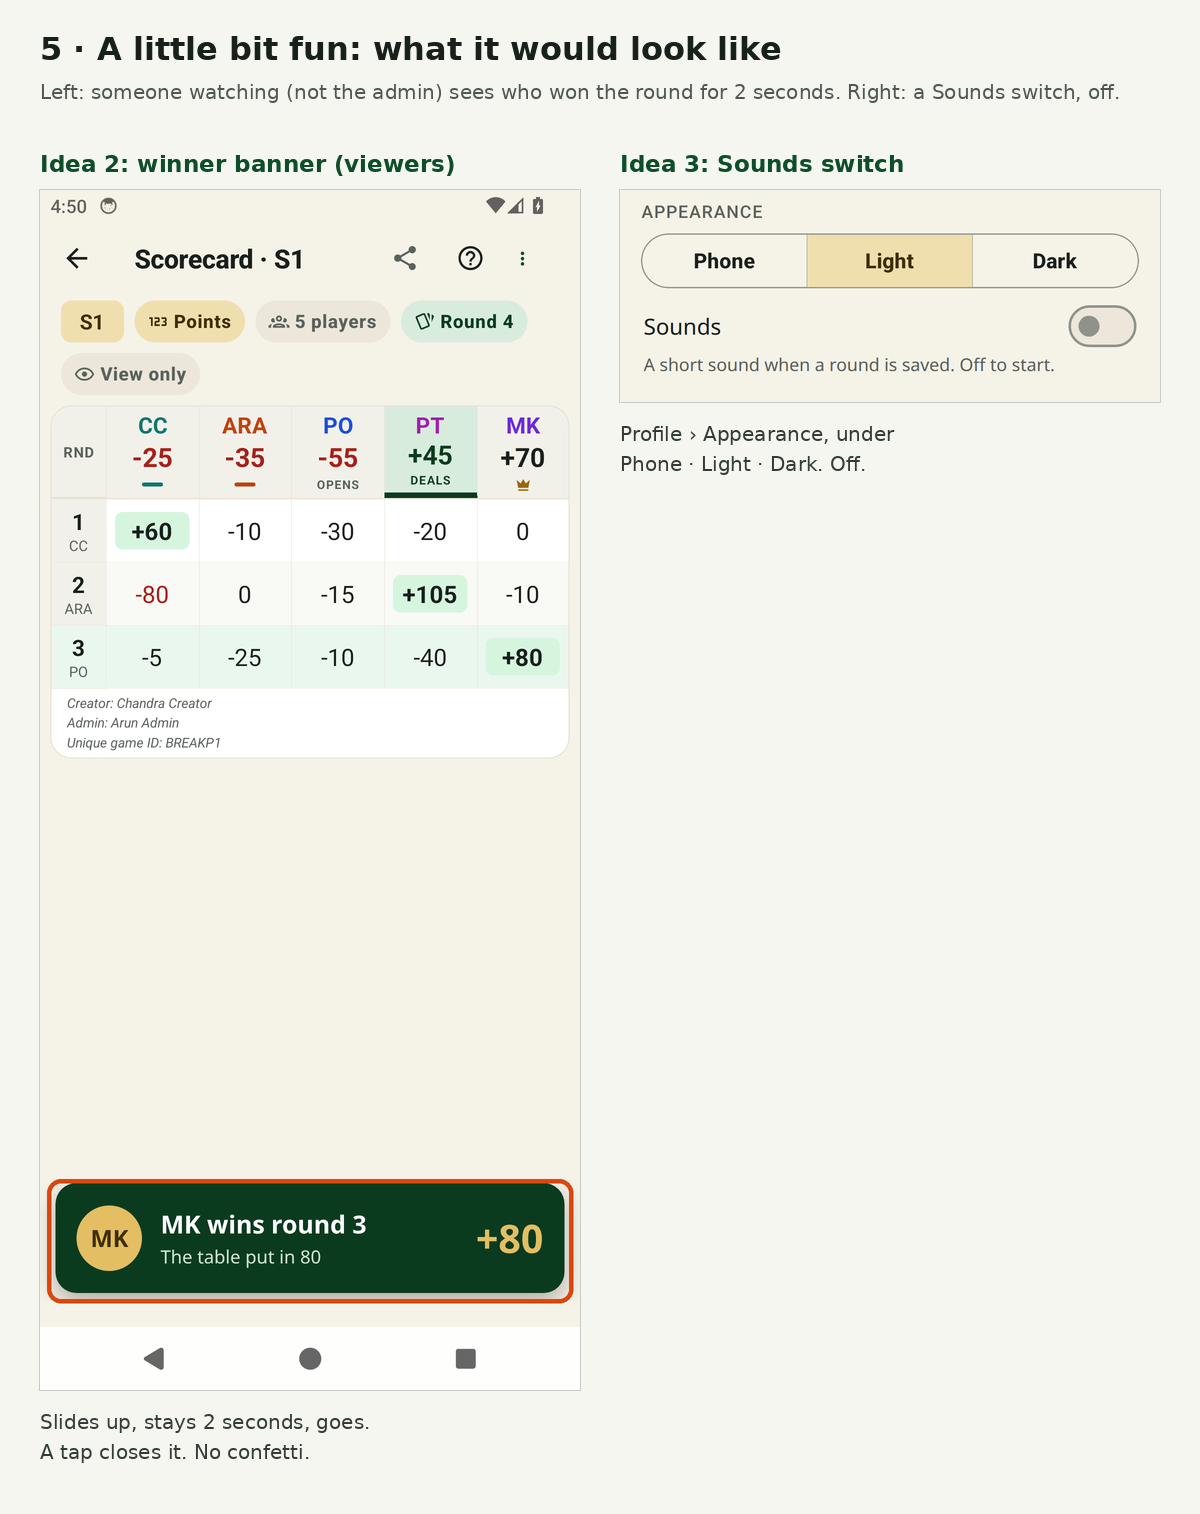 5 · A little bit fun: what it would look like
Left: someone watching (not the admin) sees who won the round for 2 seconds. Right: a Sounds switch, off.
Idea 2: winner banner (viewers)
4:50
Scorecard · S1
S1
123 Points
5 players
Round 4
View only
RND
CC ARA PO PT MK
-25 -35 -55 +45 +70
OPENS DEALS
1 +60 -10 -30 -20 0
CC
2 -80 0 -15 +105 -10
ARA
3 -5 -25 -10 -40 +80
PO
Creator: Chandra Creator
Admin: Arun Admin
Unique game ID: BREAKP1
MK
MK wins round 3
The table put in 80
+80
Slides up, stays 2 seconds, goes.
A tap closes it. No confetti.
Idea 3: Sounds switch
APPEARANCE
Phone Light Dark
Sounds
A short sound when a round is saved. Off to start.
Profile › Appearance, under
Phone · Light · Dark. Off.